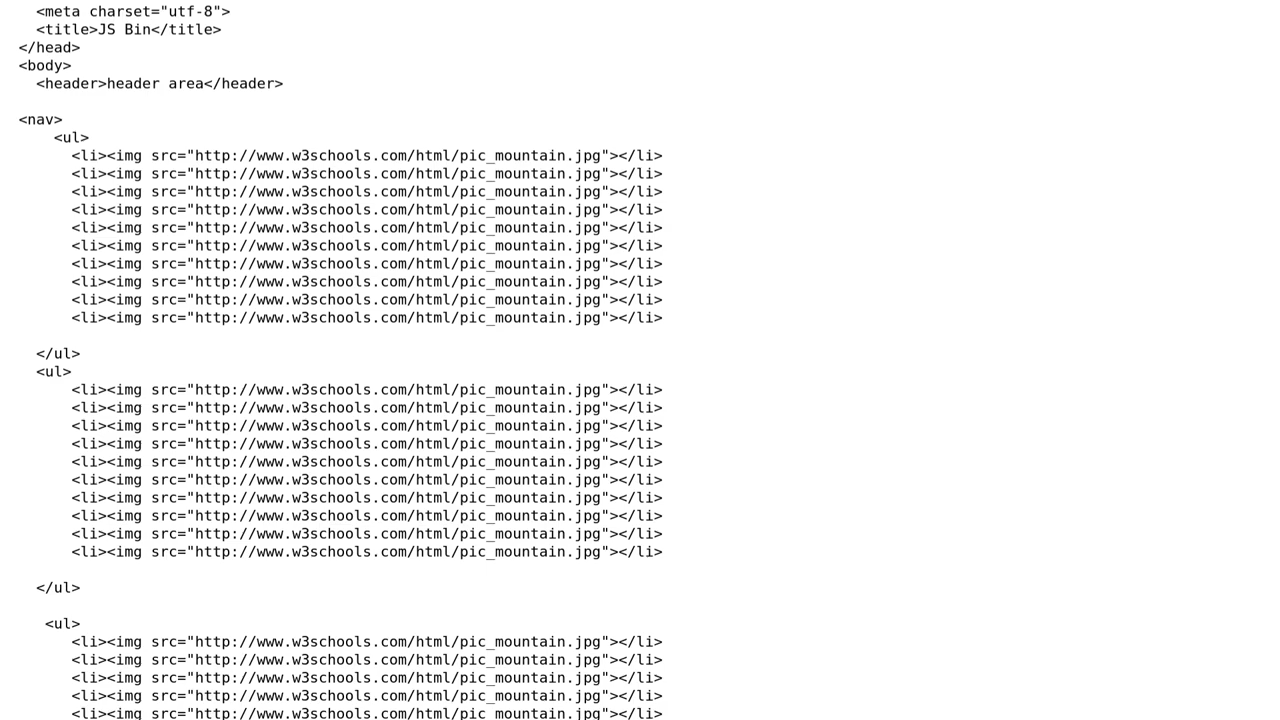 <meta charset="utf-8">
<title>JS Bin</title>
</head>
<body>
<header>header area</header>
<nav>
<ul>
<li><img src="http://www.w3schools.com/html/pic_mountain.jpg"></li>
<li><img src="http://www.w3schools.com/html/pic_mountain.jpg"></li>
<li><img src="http://www.w3schools.com/html/pic_mountain.jpg"></li>
<li><img src="http://www.w3schools.com/html/pic_mountain.jpg"></li>
<li><img src="http://www.w3schools.com/html/pic_mountain.jpg"></li>
<li><img src="http://www.w3schools.com/html/pic_mountain.jpg"></li>
<li><img src="http://www.w3schools.com/html/pic_mountain.jpg"></li>
<li><img src="http://www.w3schools.com/html/pic_mountain.jpg"></li>
<li><img src="http://www.w3schools.com/html/pic_mountain.jpg"></li>
<li><img src="http://www.w3schools.com/html/pic_mountain.jpg"></li>
</ul>
<ul>
<li><img src="http://www.w3schools.com/html/pic_mountain.jpg"></li>
<li><img src="http://www.w3schools.com/html/pic_mountain.jpg"></li>
<li><img src="http://www.w3schools.com/html/pic_mountain.jpg"></li>
<li><img src="http://www.w3schools.com/html/pic_mountain.jpg"></li>
<li><img src="http://www.w3schools.com/html/pic_mountain.jpg"></li>
<li><img src="http://www.w3schools.com/html/pic_mountain.jpg"></li>
<li><img src="http://www.w3schools.com/html/pic_mountain.jpg"></li>
<li><img src="http://www.w3schools.com/html/pic_mountain.jpg"></li>
<li><img src="http://www.w3schools.com/html/pic_mountain.jpg"></li>
<li><img src="http://www.w3schools.com/html/pic_mountain.jpg"></li>
</ul>
<ul>
<li><img src="http://www.w3schools.com/html/pic_mountain.jpg"></li>
<li><img src="http://www.w3schools.com/html/pic_mountain.jpg"></li>
<li><img src="http://www.w3schools.com/html/pic_mountain.jpg"></li>
<li><img src="http://www.w3schools.com/html/pic_mountain.jpg"></li>
<li><img src="http://www.w3schools.com/html/pic_mountain.jpg"></li>